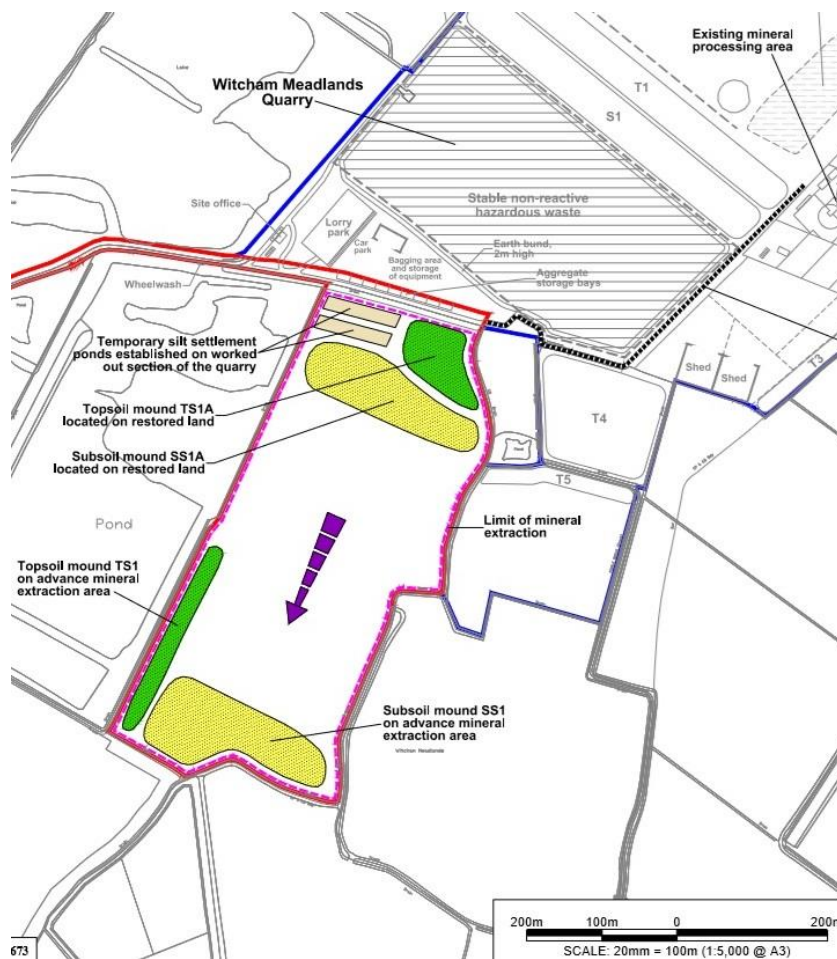 Existing mineral
processing area
Lake
Witcham Meadlands
Quarry
T1
S1
Site office
Stable non-reactive
hazardous waste
Lorry
park
Car
park
Bagging area
and storage
of equipment
Earth bund,
2m high
Aggregate
storage bays
Wheelwash
Temporary silt settlement
ponds established on worked
out section of the quarry
Shed
Shed
T3
Topsoil mound TS1A
located on restored land
T4
Subsoil mound SS1A
located on restored land
T5
Pond
Limit of mineral
extraction
Topsoil mound TS1
on advance mineral
extraction area
Subsoil mound SS1
on advance mineral
extraction area
Witcham Meadlands
673
200m 100m 0 200m
SCALE: 20mm = 100m (1:5,000 @ A3)